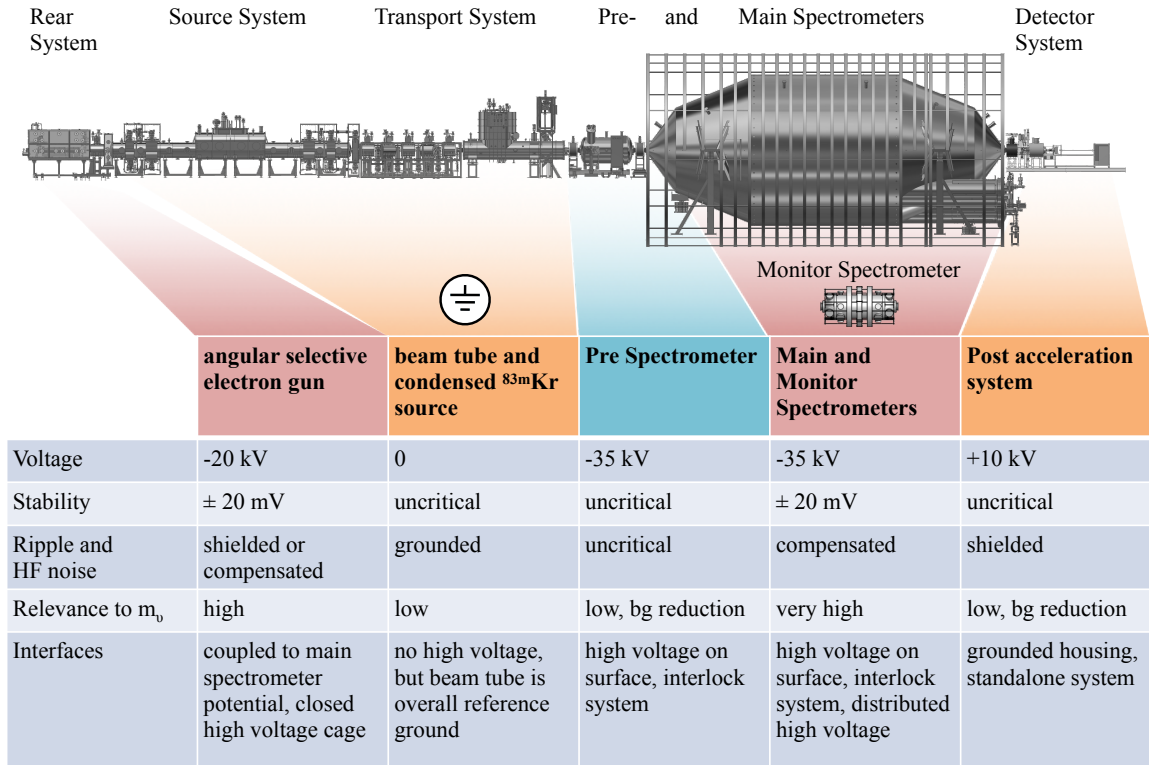 Rear System
Source System
Transport System
Pre- and Main Spectrometers
Detector System
Monitor Spectrometer
angular selective
electron gun
beam tube and
condensed ⁸³ᵐKr
source
Pre Spectrometer
Main and
Monitor
Spectrometers
Post acceleration
system
Voltage
-20 kV
0
-35 kV
-35 kV
+10 kV
Stability
± 20 mV
uncritical
uncritical
± 20 mV
uncritical
Ripple and
HF noise
shielded or
compensated
grounded
uncritical
compensated
shielded
Relevance to mᵤ
high
low
low, bg reduction
very high
low, bg reduction
Interfaces
coupled to main
spectrometer
potential, closed
high voltage cage
no high voltage,
but beam tube is
overall reference
ground
high voltage on
surface, interlock
system
high voltage on
surface, interlock
system, distributed
high voltage
grounded housing,
standalone system